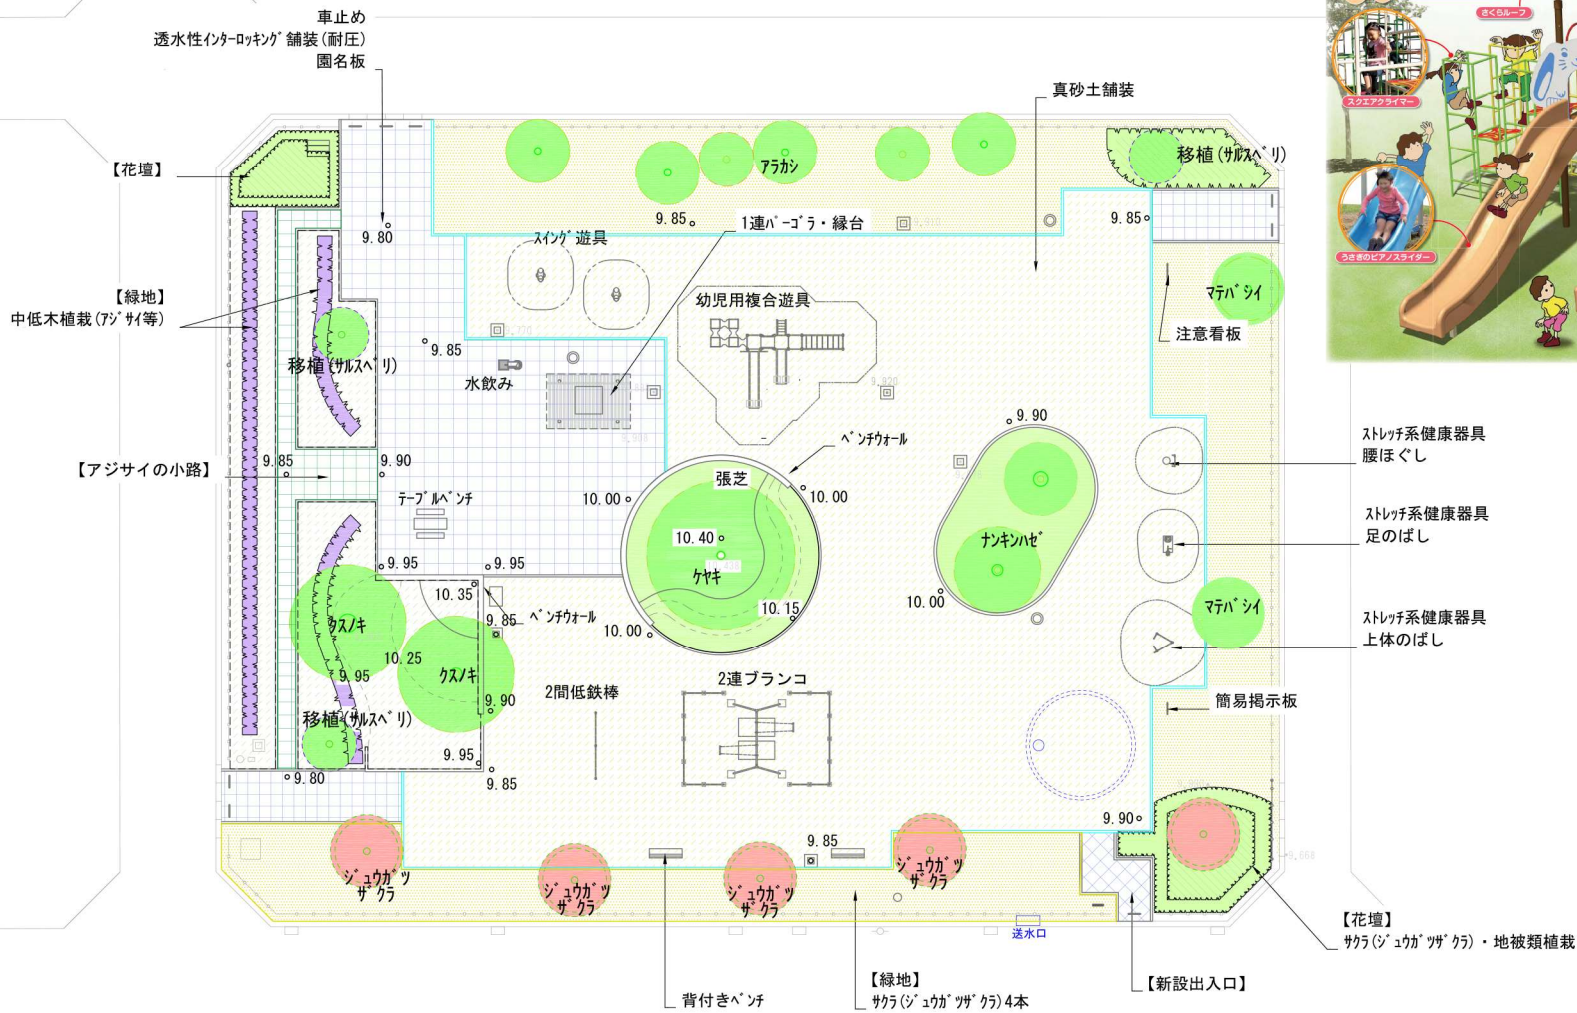 車止め
透水性ｲﾝﾀｰﾛｯｷﾝｸﾞ舗装(耐圧)
園名板
さくらルーフ
スクエアクライマー
うさぎのピアノスライダー
真砂土舗装
【花壇】
アラカシ
移植(ｻﾙｽﾍﾞﾘ)
9.85
9.910
9.85
9.80
1連ﾊﾟｰｺﾞﾗ・縁台
ｽｲﾝｸﾞ遊具
【緑地】
中低木植栽(ｱｼﾞｻｲ等)
幼児用複合遊具
ﾏﾃﾊﾞｼｲ
注意看板
9.770
9.85
移植(ｻﾙｽﾍﾞﾘ)
水飲み
9.820
9.900
9.90
ﾍﾞﾝﾁｳｫｰﾙ
ｽﾄﾚｯﾁ系健康器具
腰ほぐし
【アジサイの小路】
9.85
9.90
張芝
ﾃｰﾌﾞﾙﾍﾞﾝﾁ
10.00
10.00
ｽﾄﾚｯﾁ系健康器具
足のばし
10.40
ﾅﾝｷﾝﾊｾﾞ
9.95
9.95
ｹﾔｷ
10.35
10.15
10.00
ﾏﾃﾊﾞｼｲ
ﾍﾞﾝﾁｳｫｰﾙ
9.85
ｸｽﾉｷ
10.00
ｽﾄﾚｯﾁ系健康器具
上体のばし
10.25
9.95
ｸｽﾉｷ
2間低鉄棒
2連ブランコ
9.90
簡易掲示板
移植(ｻﾙｽﾍﾞﾘ)
9.95
9.80
9.85
9.90
9.85
9.868
ｼﾞｭｳｶﾞﾂ
ｻﾞｸﾗ
ｼﾞｭｳｶﾞﾂ
ｻﾞｸﾗ
ｼﾞｭｳｶﾞﾂ
ｻﾞｸﾗ
ｼﾞｭｳｶﾞﾂ
ｻﾞｸﾗ
送水口
【花壇】
ｻｸﾗ(ｼﾞｭｳｶﾞﾂｻﾞｸﾗ)・地被類植栽
背付きﾍﾞﾝﾁ
【緑地】
ｻｸﾗ(ｼﾞｭｳｶﾞﾂｻﾞｸﾗ)4本
【新設出入口】